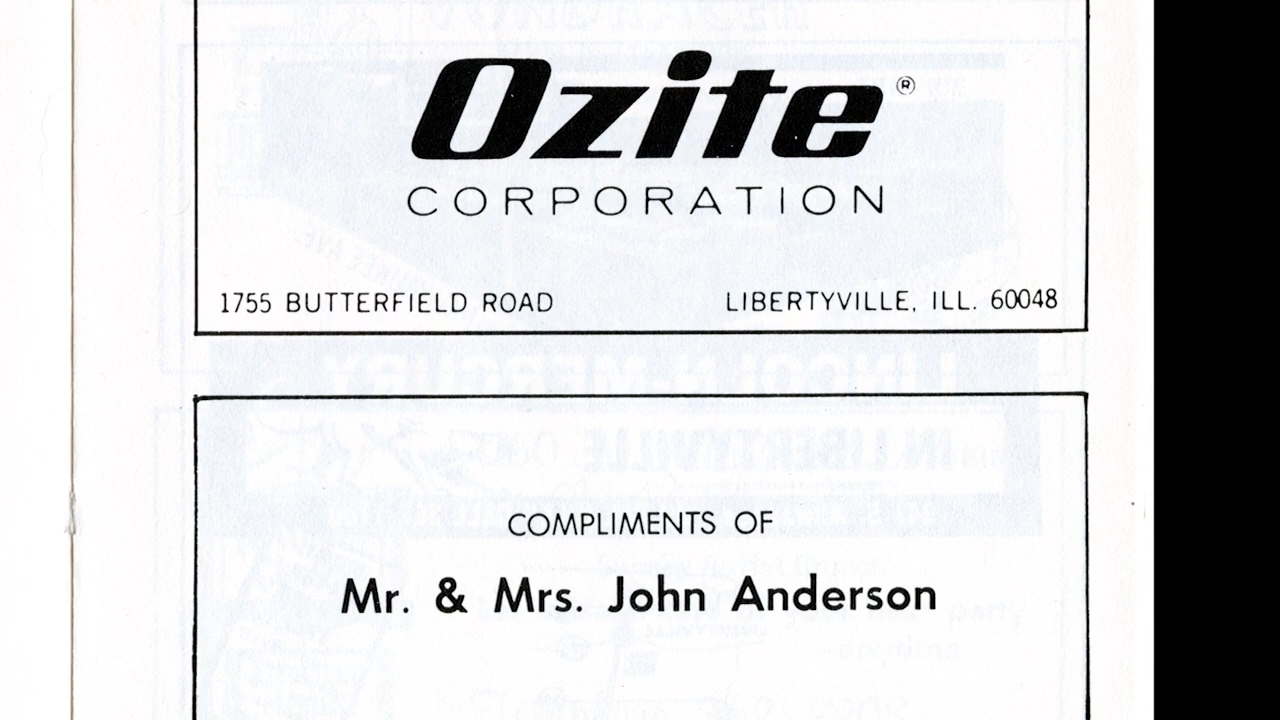 Ozite®
CORPORATION
1755 BUTTERFIELD ROAD LIBERTYVILLE, ILL. 60048
COMPLIMENTS OF
Mr. & Mrs. John Anderson